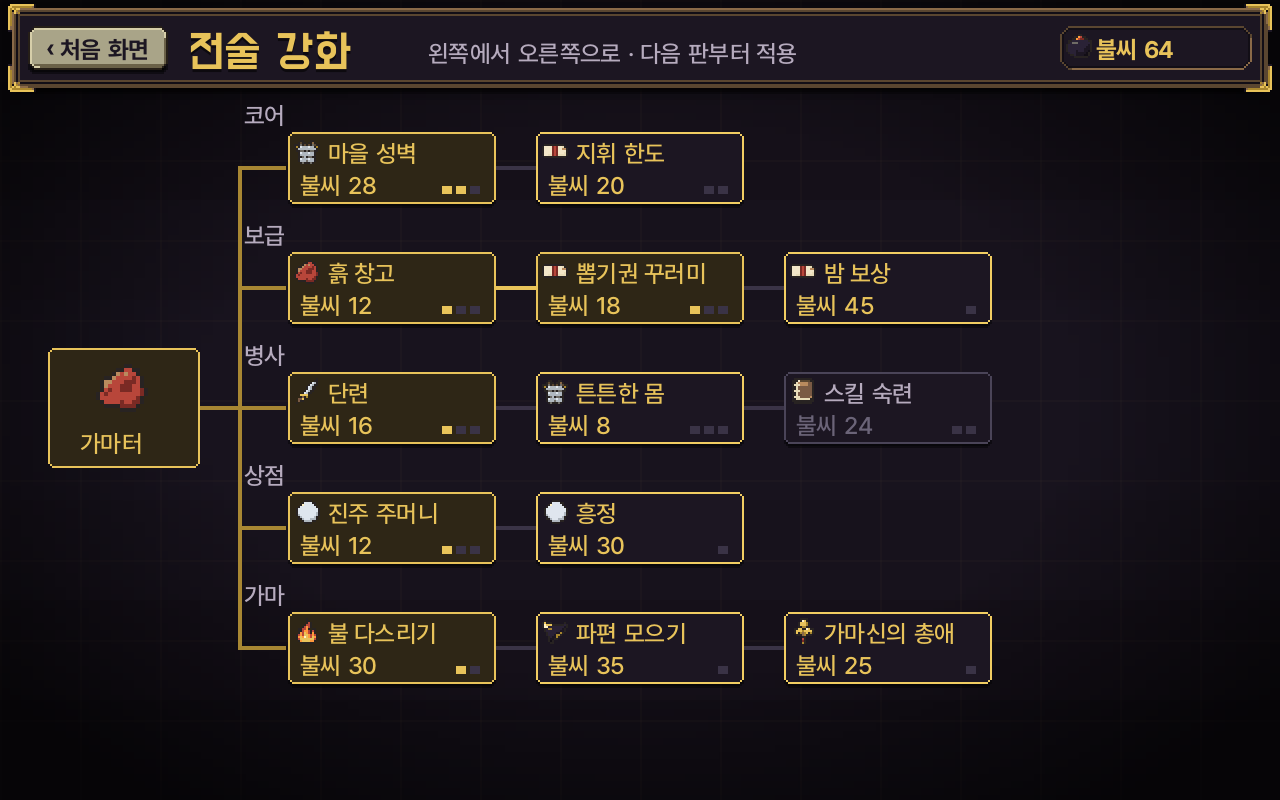 ‹ 처음 화면
전술 강화
왼쪽에서 오른쪽으로 · 다음 판부터 적용
불씨 64
코어
마을 성벽
불씨 28
지휘 한도
불씨 20
보급
흙 창고
불씨 12
뽑기권 꾸러미
불씨 18
밤 보상
불씨 45
병사
단련
불씨 16
튼튼한 몸
불씨 8
스킬 숙련
불씨 24
가마터
상점
진주 주머니
불씨 12
흥정
불씨 30
가마
불 다스리기
불씨 30
파편 모으기
불씨 35
가마신의 총애
불씨 25